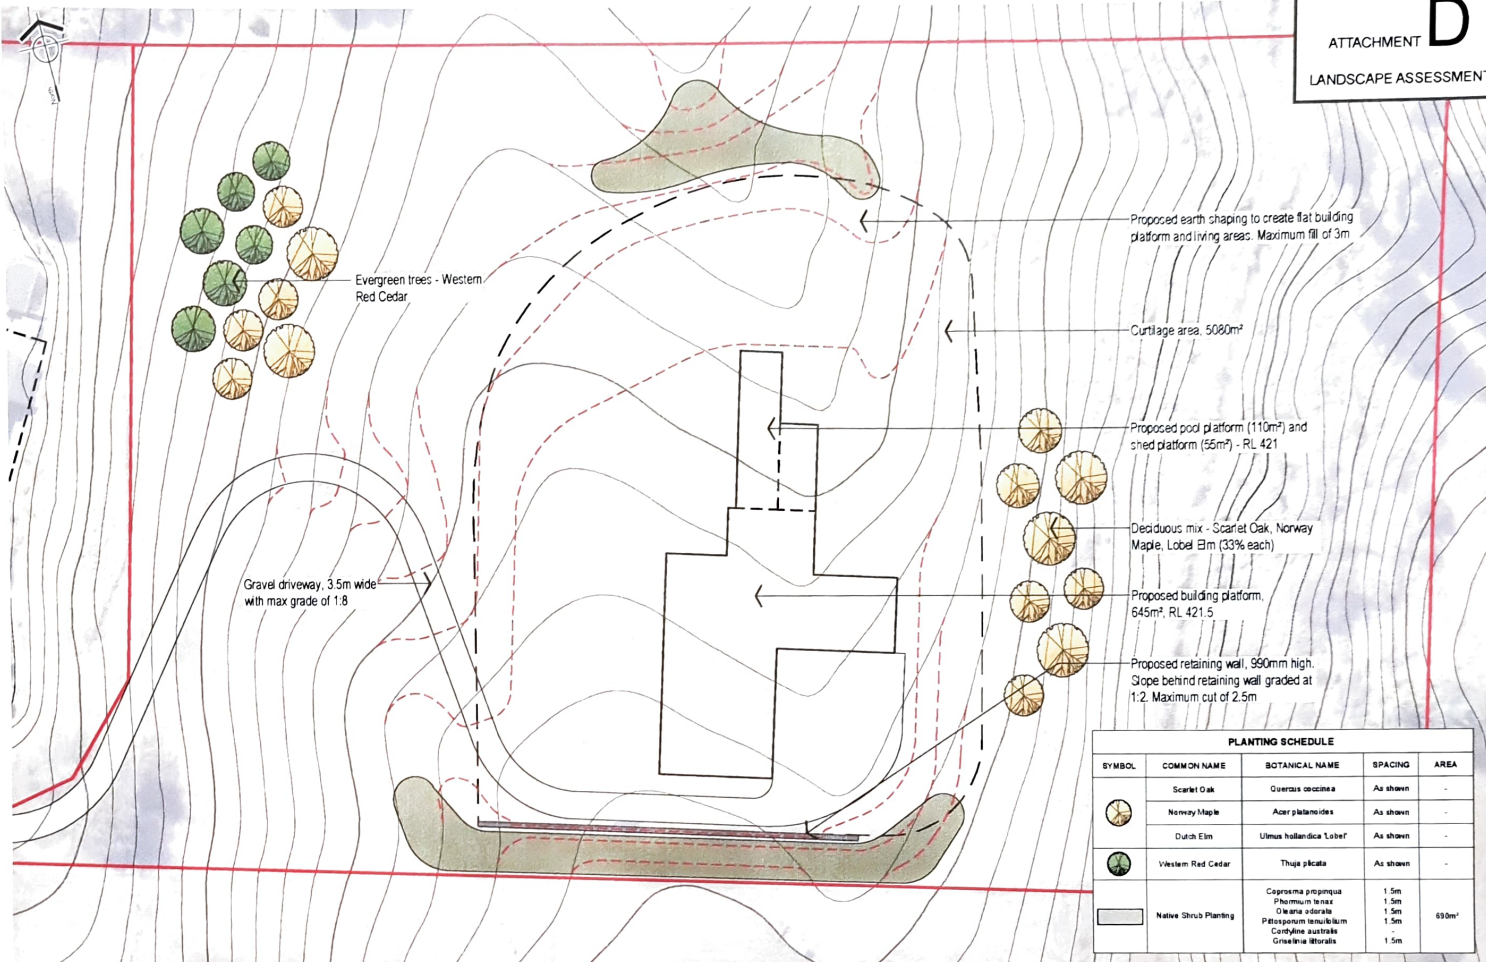 ATTACHMENT D
LANDSCAPE ASSESSMENT
North
Proposed earth shaping to create flat building
platform and living areas. Maximum fill of 3m
Evergreen trees - Western
Red Cedar
Curtilage area, 5080m²
Proposed pool platform (110m²) and
shed platform (55m²) - RL 421
Deciduous mix - Scarlet Oak, Norway
Maple, Lobel Elm (33% each)
Gravel driveway, 3.5m wide
with max grade of 1:8
Proposed building platform,
645m², RL 421.5
Proposed retaining wall, 990mm high.
Slope behind retaining wall graded at
1:2. Maximum cut of 2.5m
PLANTING SCHEDULE
SYMBOL COMMON NAME BOTANICAL NAME SPACING AREA
Scarlet Oak Quercus coccinea As shown -
Norway Maple Acer platanoides As shown -
Dutch Elm Ulmus hollandica 'Lobel' As shown -
Western Red Cedar Thuja plicata As shown -
Native Shrub Planting
Coprosma propinqua 1.5m
Phormium tenax 1.5m
Olearia odorata 1.5m
Pittosporum tenuifolium 1.5m
Cordyline australis -
Griselinia littoralis 1.5m
690m²